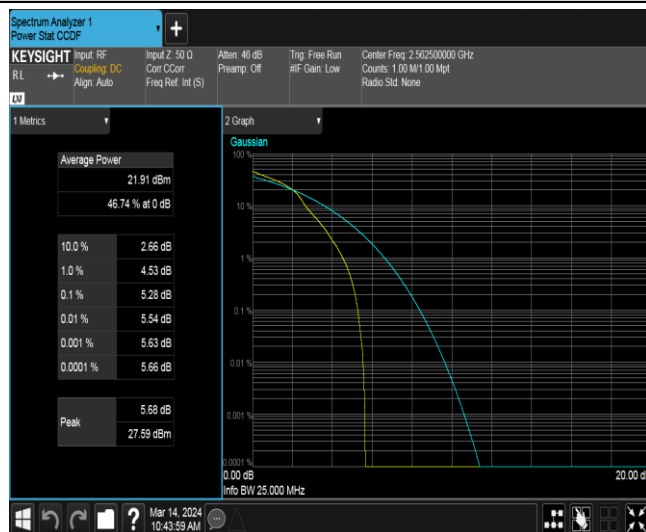 Spectrum Analyzer 1
Power Stat CCDF
+
KEYSIGHT
RL
LXI
Input: RF
Coupling: DC
Align: Auto
Input Z: 50 Ω
Corr CCorr
Freq Ref: Int (S)
Atten: 46 dB
Preamp: Off
Trig: Free Run
#IF Gain: Low
Center Freq: 2.562500000 GHz
Counts: 1.00 M/1.00 Mpt
Radio Std: None
1 Metrics
Average Power
21.91 dBm
46.74 % at 0 dB
10.0 % 2.66 dB
1.0 % 4.53 dB
0.1 % 5.28 dB
0.01 % 5.54 dB
0.001 % 5.63 dB
0.0001 % 5.66 dB
Peak
5.68 dB
27.59 dBm
2 Graph
Gaussian
100 %
10 %
1 %
0.1 %
0.01 %
0.001 %
0.0001 %
0.00 dB
20.00 d
Info BW 25.000 MHz
?
Mar 14, 2024
10:43:59 AM